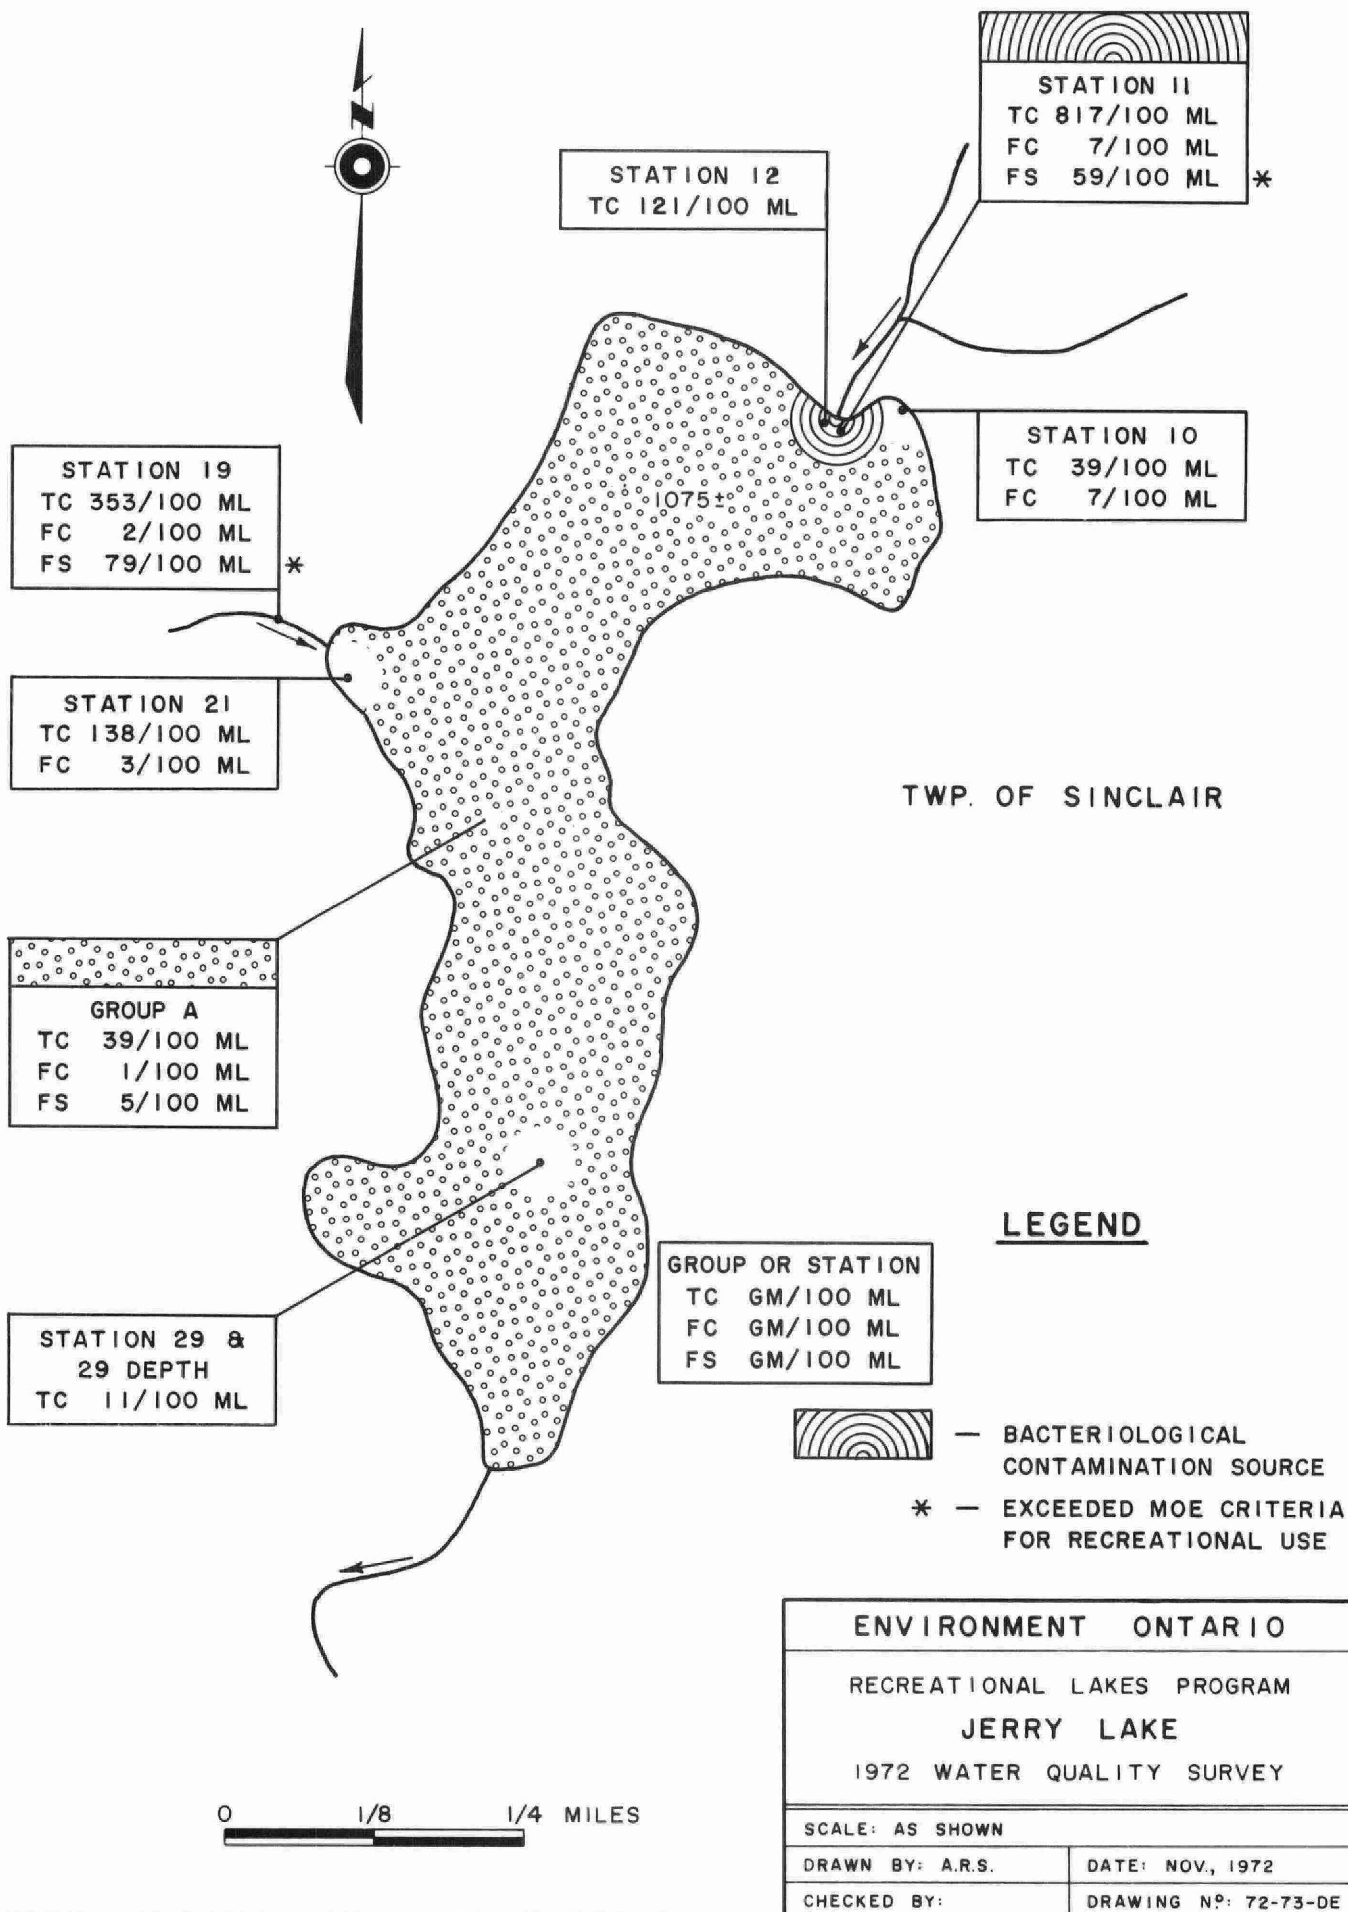 N
STATION 11
TC 817/100 ML
FC 7/100 ML
FS 59/100 ML *
STATION 12
TC 121/100 ML
STATION 10
TC 39/100 ML
FC 7/100 ML
1075±
STATION 19
TC 353/100 ML
FC 2/100 ML
FS 79/100 ML *
STATION 21
TC 138/100 ML
FC 3/100 ML
TWP. OF SINCLAIR
GROUP A
TC 39/100 ML
FC 1/100 ML
FS 5/100 ML
STATION 29 &
29 DEPTH
TC 11/100 ML
LEGEND
GROUP OR STATION
TC GM/100 ML
FC GM/100 ML
FS GM/100 ML
— BACTERIOLOGICAL
CONTAMINATION SOURCE
* — EXCEEDED MOE CRITERIA
FOR RECREATIONAL USE
0 1/8 1/4 MILES
ENVIRONMENT ONTARIO
RECREATIONAL LAKES PROGRAM
JERRY LAKE
1972 WATER QUALITY SURVEY
SCALE: AS SHOWN
DRAWN BY: A.R.S.
DATE: NOV., 1972
CHECKED BY:
DRAWING Nº: 72-73-DE